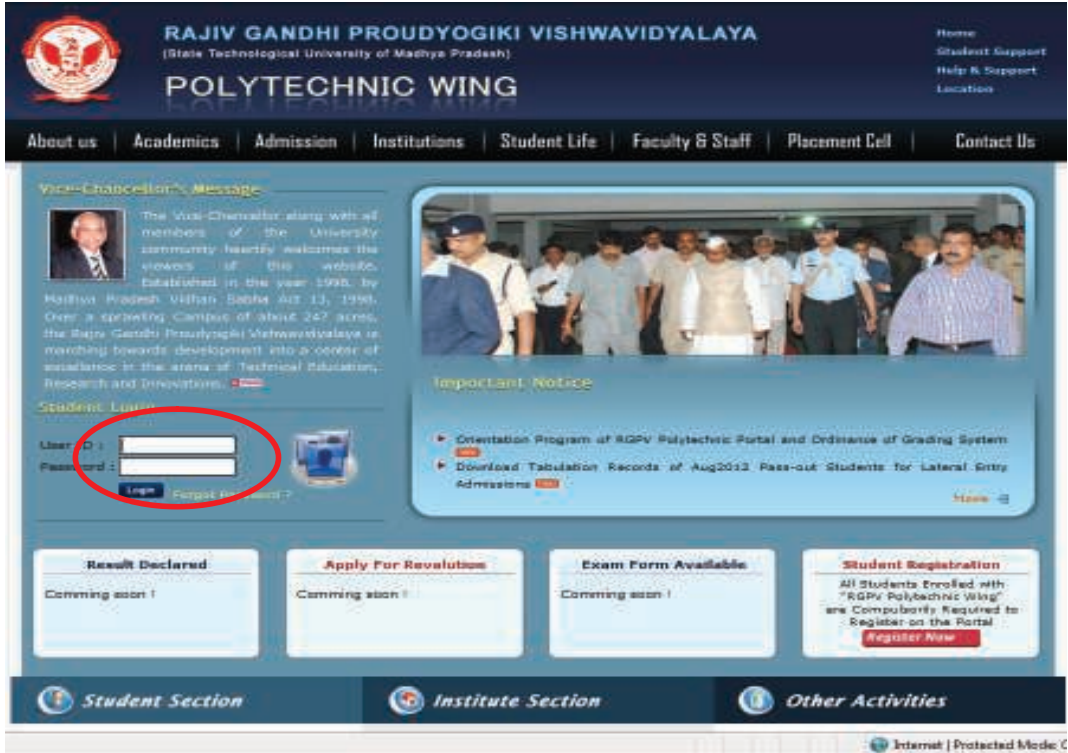 RAJIV GANDHI PROUDYOGIKI VISHWAVIDYALAYA
(State Technological University of Madhya Pradesh)
POLYTECHNIC WING
Home
Student Support
Help & Support
Location
About us | Academics | Admission | Institutions | Student Life | Faculty & Staff | Placement Cell | Contact Us
Vice-Chancellor's Message
The Vice-Chancellor along with all
members of the University
community heartily welcomes the
viewers of this website.
Established in the year 1998, by
Madhya Pradesh Vidhan Sabha Act 13, 1998.
Over a sprawling Campus of about 247 acres,
the Rajiv Gandhi Proudyogiki Vishwavidyalaya is
marching towards development into a center of
excellence in the arena of Technical Education,
Research and Innovations.
Student Login
User ID :
Password :
Login Forgot Password ?
Important Notice
Orientation Program of RGPV Polytechnic Portal and Ordinance of Grading System
Download Tabulation Records of Aug2012 Pass-out Students for Lateral Entry
Admissions
More
Result Declared
Comming soon !
Apply For Revalution
Comming soon !
Exam Form Available
Comming soon !
Student Registration
All Students Enrolled with
"RGPV Polytechnic Wing"
are Compulsorily Required to
Register on the Portal
Register Now
Student Section
Institute Section
Other Activities
Internet | Protected Mode: